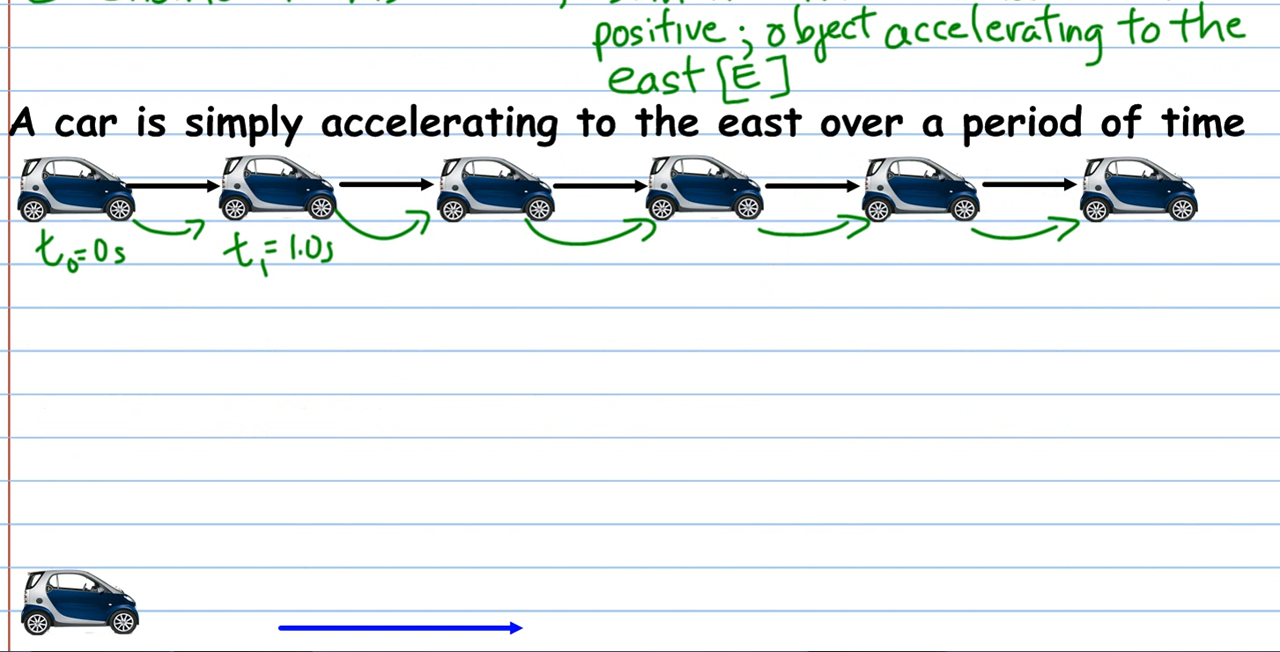 positive; object accelerating to the
east [E]
A car is simply accelerating to the east over a period of time
t₀=0s t₁=1.0s